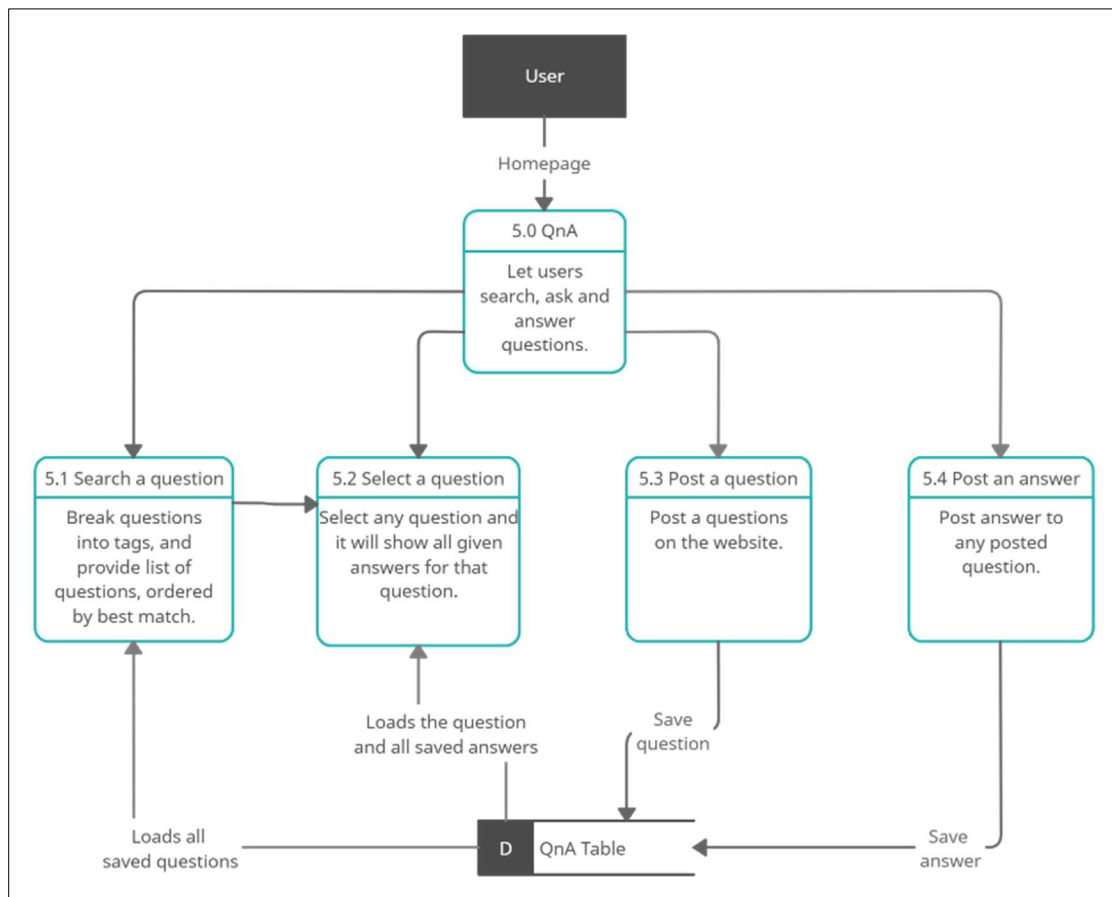 User
Homepage
5.0 QnA
Let users
search, ask and
answer
questions.
5.1 Search a question
Break questions
into tags, and
provide list of
questions, ordered
by best match.
5.2 Select a question
Select any question and
it will show all given
answers for that
question.
5.3 Post a question
Post a questions
on the website.
5.4 Post an answer
Post answer to
any posted
question.
Loads the question
and all saved answers
Save
question
Loads all
saved questions
D
QnA Table
Save
answer